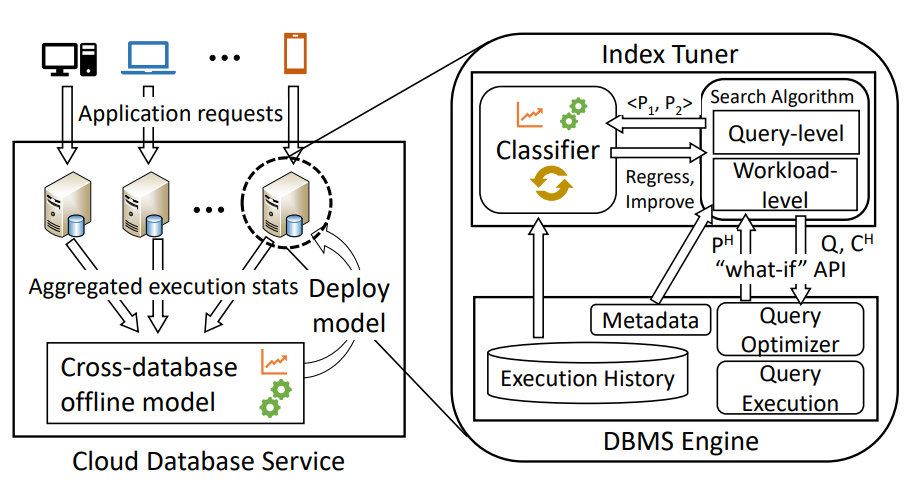 Application requests
•••
•••
Aggregated execution stats
Deploy
model
Cross-database
offline model
Cloud Database Service
Index Tuner
Classifier
<P₁, P₂>
Regress,
Improve
Search Algorithm
Query-level
Workload-
level
Pᴴ
Q, Cᴴ
"what-if" API
Metadata
Execution History
Query
Optimizer
Query
Execution
DBMS Engine